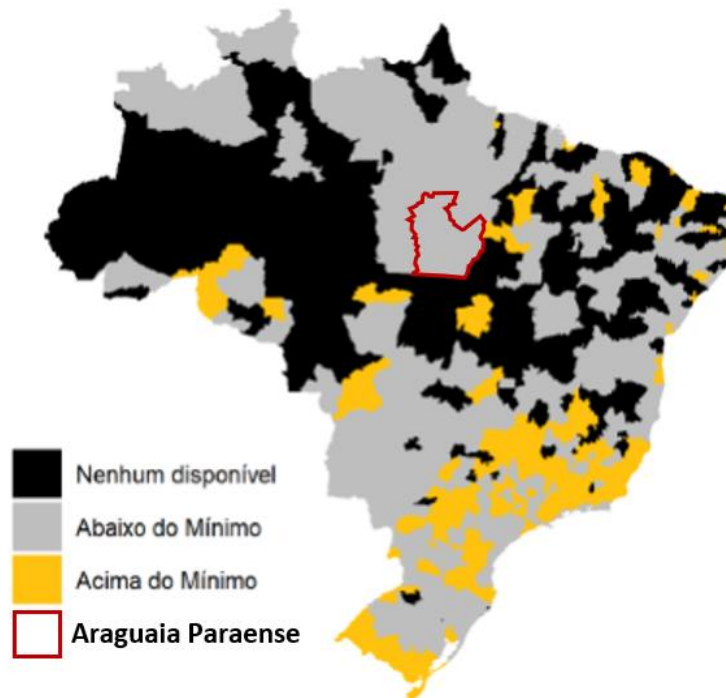 Nenhum disponível
Abaixo do Mínimo
Acima do Mínimo
Araguaia Paraense